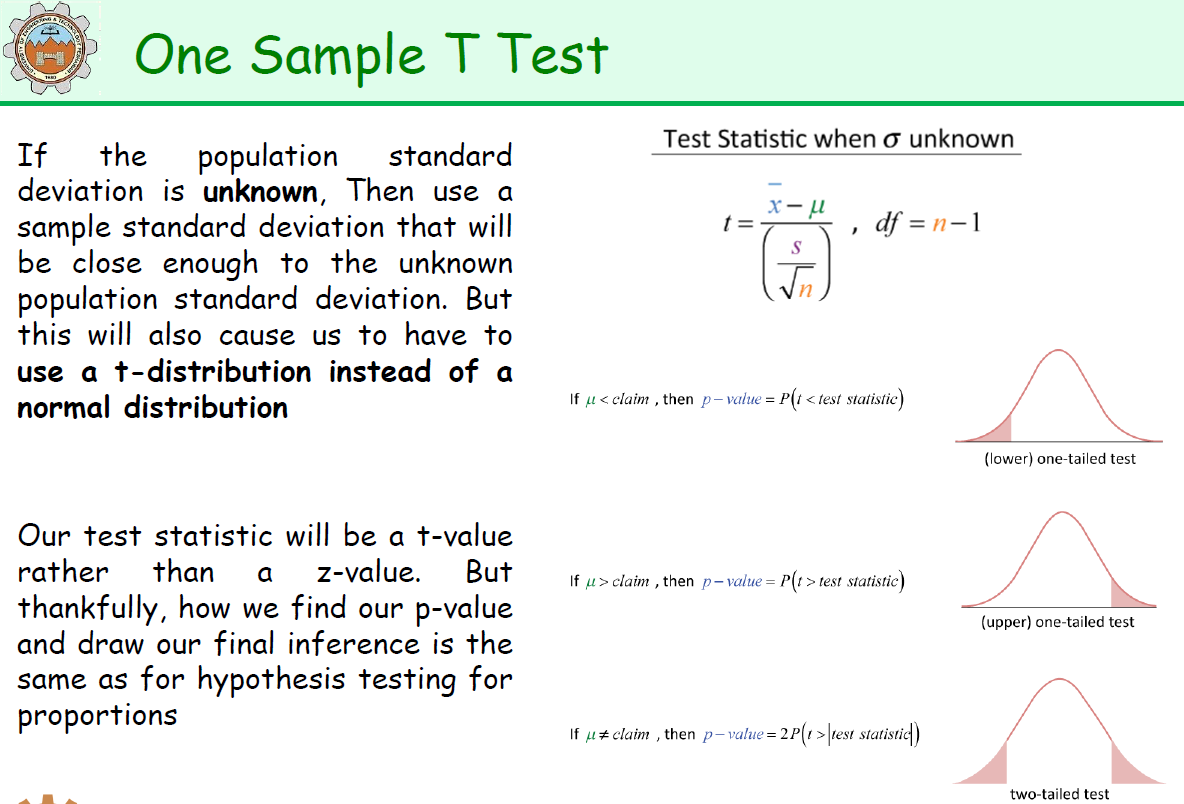 One Sample T Test
If the population standard
deviation is unknown, Then use a
sample standard deviation that will
be close enough to the unknown
population standard deviation. But
this will also cause us to have to
use a t-distribution instead of a
normal distribution
Our test statistic will be a t-value
rather than a z-value. But
thankfully, how we find our p-value
and draw our final inference is the
same as for hypothesis testing for
proportions
Test Statistic when σ unknown
t = (x̄ − μ) / (s / √n) , df = n − 1
If μ < claim , then p − value = P(t < test statistic)
(lower) one-tailed test
If μ > claim , then p − value = P(t > test statistic)
(upper) one-tailed test
If μ ≠ claim , then p − value = 2P(t > |test statistic|)
two-tailed test